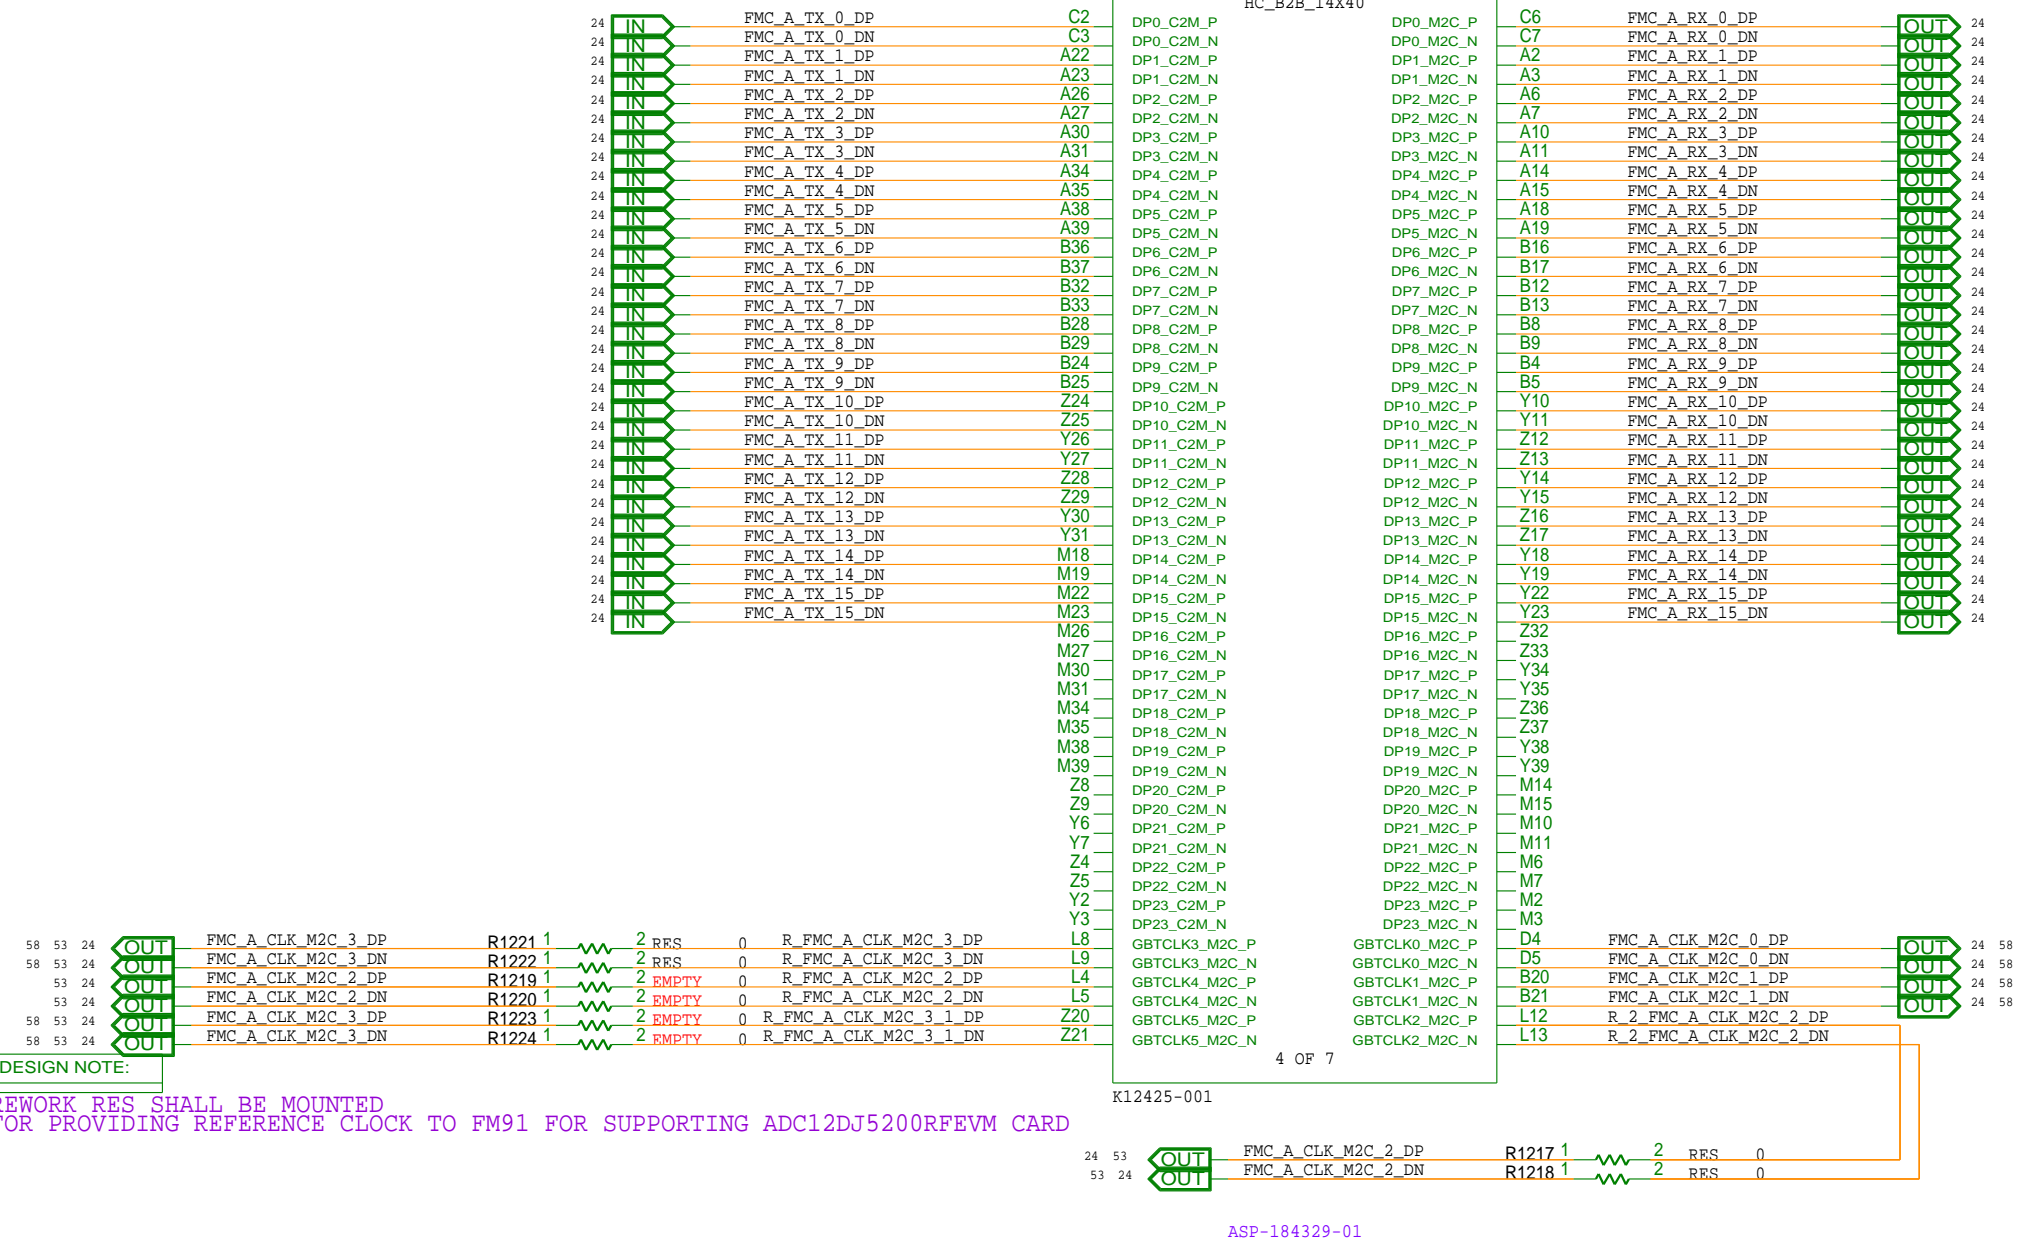 HC_B2B_14X40
24 IN FMC_A_TX_0_DP C2 DP0_C2M_P DP0_M2C_P C6 FMC_A_RX_0_DP OUT 24
24 IN FMC_A_TX_0_DN C3 DP0_C2M_N DP0_M2C_N C7 FMC_A_RX_0_DN OUT 24
24 IN FMC_A_TX_1_DP A22 DP1_C2M_P DP1_M2C_P A2 FMC_A_RX_1_DP OUT 24
24 IN FMC_A_TX_1_DN A23 DP1_C2M_N DP1_M2C_N A3 FMC_A_RX_1_DN OUT 24
24 IN FMC_A_TX_2_DP A26 DP2_C2M_P DP2_M2C_P A6 FMC_A_RX_2_DP OUT 24
24 IN FMC_A_TX_2_DN A27 DP2_C2M_N DP2_M2C_N A7 FMC_A_RX_2_DN OUT 24
24 IN FMC_A_TX_3_DP A30 DP3_C2M_P DP3_M2C_P A10 FMC_A_RX_3_DP OUT 24
24 IN FMC_A_TX_3_DN A31 DP3_C2M_N DP3_M2C_N A11 FMC_A_RX_3_DN OUT 24
24 IN FMC_A_TX_4_DP A34 DP4_C2M_P DP4_M2C_P A14 FMC_A_RX_4_DP OUT 24
24 IN FMC_A_TX_4_DN A35 DP4_C2M_N DP4_M2C_N A15 FMC_A_RX_4_DN OUT 24
24 IN FMC_A_TX_5_DP A38 DP5_C2M_P DP5_M2C_P A18 FMC_A_RX_5_DP OUT 24
24 IN FMC_A_TX_5_DN A39 DP5_C2M_N DP5_M2C_N A19 FMC_A_RX_5_DN OUT 24
24 IN FMC_A_TX_6_DP B36 DP6_C2M_P DP6_M2C_P B16 FMC_A_RX_6_DP OUT 24
24 IN FMC_A_TX_6_DN B37 DP6_C2M_N DP6_M2C_N B17 FMC_A_RX_6_DN OUT 24
24 IN FMC_A_TX_7_DP B32 DP7_C2M_P DP7_M2C_P B12 FMC_A_RX_7_DP OUT 24
24 IN FMC_A_TX_7_DN B33 DP7_C2M_N DP7_M2C_N B13 FMC_A_RX_7_DN OUT 24
24 IN FMC_A_TX_8_DP B28 DP8_C2M_P DP8_M2C_P B8 FMC_A_RX_8_DP OUT 24
24 IN FMC_A_TX_8_DN B29 DP8_C2M_N DP8_M2C_N B9 FMC_A_RX_8_DN OUT 24
24 IN FMC_A_TX_9_DP B24 DP9_C2M_P DP9_M2C_P B4 FMC_A_RX_9_DP OUT 24
24 IN FMC_A_TX_9_DN B25 DP9_C2M_N DP9_M2C_N B5 FMC_A_RX_9_DN OUT 24
24 IN FMC_A_TX_10_DP Z24 DP10_C2M_P DP10_M2C_P Y10 FMC_A_RX_10_DP OUT 24
24 IN FMC_A_TX_10_DN Z25 DP10_C2M_N DP10_M2C_N Y11 FMC_A_RX_10_DN OUT 24
24 IN FMC_A_TX_11_DP Y26 DP11_C2M_P DP11_M2C_P Z12 FMC_A_RX_11_DP OUT 24
24 IN FMC_A_TX_11_DN Y27 DP11_C2M_N DP11_M2C_N Z13 FMC_A_RX_11_DN OUT 24
24 IN FMC_A_TX_12_DP Z28 DP12_C2M_P DP12_M2C_P Y14 FMC_A_RX_12_DP OUT 24
24 IN FMC_A_TX_12_DN Z29 DP12_C2M_N DP12_M2C_N Y15 FMC_A_RX_12_DN OUT 24
24 IN FMC_A_TX_13_DP Y30 DP13_C2M_P DP13_M2C_P Z16 FMC_A_RX_13_DP OUT 24
24 IN FMC_A_TX_13_DN Y31 DP13_C2M_N DP13_M2C_N Z17 FMC_A_RX_13_DN OUT 24
24 IN FMC_A_TX_14_DP M18 DP14_C2M_P DP14_M2C_P Y18 FMC_A_RX_14_DP OUT 24
24 IN FMC_A_TX_14_DN M19 DP14_C2M_N DP14_M2C_N Y19 FMC_A_RX_14_DN OUT 24
24 IN FMC_A_TX_15_DP M22 DP15_C2M_P DP15_M2C_P Y22 FMC_A_RX_15_DP OUT 24
24 IN FMC_A_TX_15_DN M23 DP15_C2M_N DP15_M2C_N Y23 FMC_A_RX_15_DN OUT 24
M26 DP16_C2M_P DP16_M2C_P Z32
M27 DP16_C2M_N DP16_M2C_N Z33
M30 DP17_C2M_P DP17_M2C_P Y34
M31 DP17_C2M_N DP17_M2C_N Y35
M34 DP18_C2M_P DP18_M2C_P Z36
M35 DP18_C2M_N DP18_M2C_N Z37
M38 DP19_C2M_P DP19_M2C_P Y38
M39 DP19_C2M_N DP19_M2C_N Y39
Z8 DP20_C2M_P DP20_M2C_P M14
Z9 DP20_C2M_N DP20_M2C_N M15
Y6 DP21_C2M_P DP21_M2C_P M10
Y7 DP21_C2M_N DP21_M2C_N M11
Z4 DP22_C2M_P DP22_M2C_P M6
Z5 DP22_C2M_N DP22_M2C_N M7
Y2 DP23_C2M_P DP23_M2C_P M2
Y3 DP23_C2M_N DP23_M2C_N M3
58 53 24 OUT FMC_A_CLK_M2C_3_DP R1221 1 2 RES 0 R_FMC_A_CLK_M2C_3_DP L8 GBTCLK3_M2C_P GBTCLK0_M2C_P D4 FMC_A_CLK_M2C_0_DP OUT 24 58
58 53 24 OUT FMC_A_CLK_M2C_3_DN R1222 1 2 RES 0 R_FMC_A_CLK_M2C_3_DN L9 GBTCLK3_M2C_N GBTCLK0_M2C_N D5 FMC_A_CLK_M2C_0_DN OUT 24 58
53 24 OUT FMC_A_CLK_M2C_2_DP R1219 1 2 EMPTY 0 R_FMC_A_CLK_M2C_2_DP L4 GBTCLK4_M2C_P GBTCLK1_M2C_P B20 FMC_A_CLK_M2C_1_DP OUT 24 58
53 24 OUT FMC_A_CLK_M2C_2_DN R1220 1 2 EMPTY 0 R_FMC_A_CLK_M2C_2_DN L5 GBTCLK4_M2C_N GBTCLK1_M2C_N B21 FMC_A_CLK_M2C_1_DN OUT 24 58
58 53 24 OUT FMC_A_CLK_M2C_3_DP R1223 1 2 EMPTY 0 R_FMC_A_CLK_M2C_3_1_DP Z20 GBTCLK5_M2C_P GBTCLK2_M2C_P L12 R_2_FMC_A_CLK_M2C_2_DP
58 53 24 OUT FMC_A_CLK_M2C_3_DN R1224 1 2 EMPTY 0 R_FMC_A_CLK_M2C_3_1_DN Z21 GBTCLK5_M2C_N GBTCLK2_M2C_N L13 R_2_FMC_A_CLK_M2C_2_DN
4 OF 7
DESIGN NOTE:
K12425-001
REWORK RES SHALL BE MOUNTED
FOR PROVIDING REFERENCE CLOCK TO FM91 FOR SUPPORTING ADC12DJ5200RFEVM CARD
24 53 OUT FMC_A_CLK_M2C_2_DP R1217 1 2 RES 0
53 24 OUT FMC_A_CLK_M2C_2_DN R1218 1 2 RES 0
ASP-184329-01